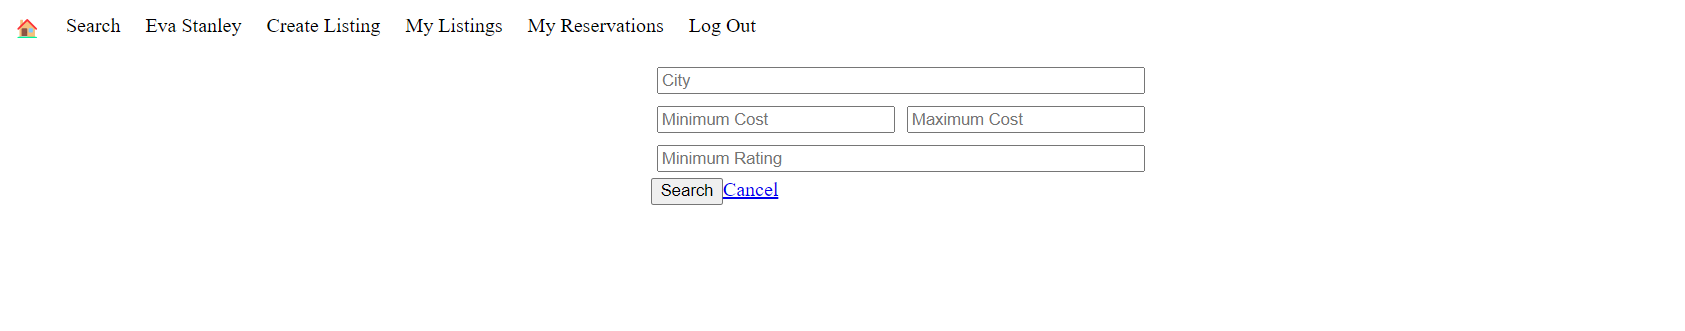 Search Eva Stanley Create Listing My Listings My Reservations Log Out
City
Minimum Cost Maximum Cost
Minimum Rating
Search Cancel